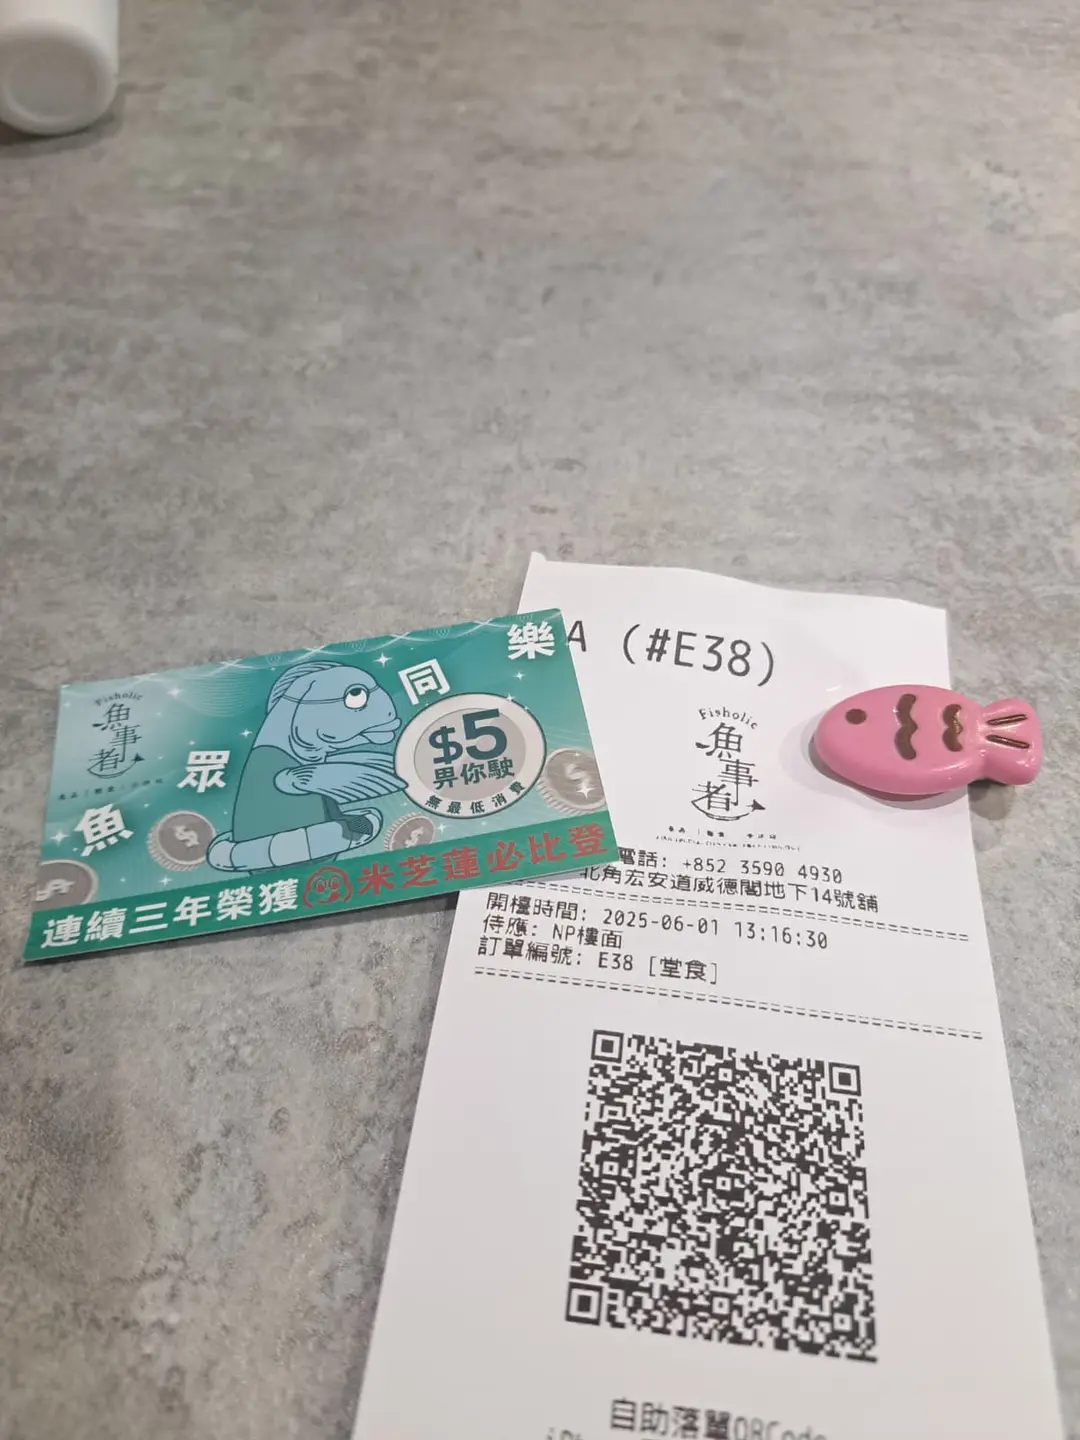 Fisholic
魚事者
魚眾同樂
$5
畀你駛
無最低消費
連續三年榮獲米芝蓮必比登
A (#E38)
Fisholic
魚事者
電話: +852 3590 4930
北角宏安道威德閣地下14號舖
開檯時間: 2025-06-01 13:16:30
侍應: NP樓面
訂單編號: E38 [堂食]
自助落單QRCode